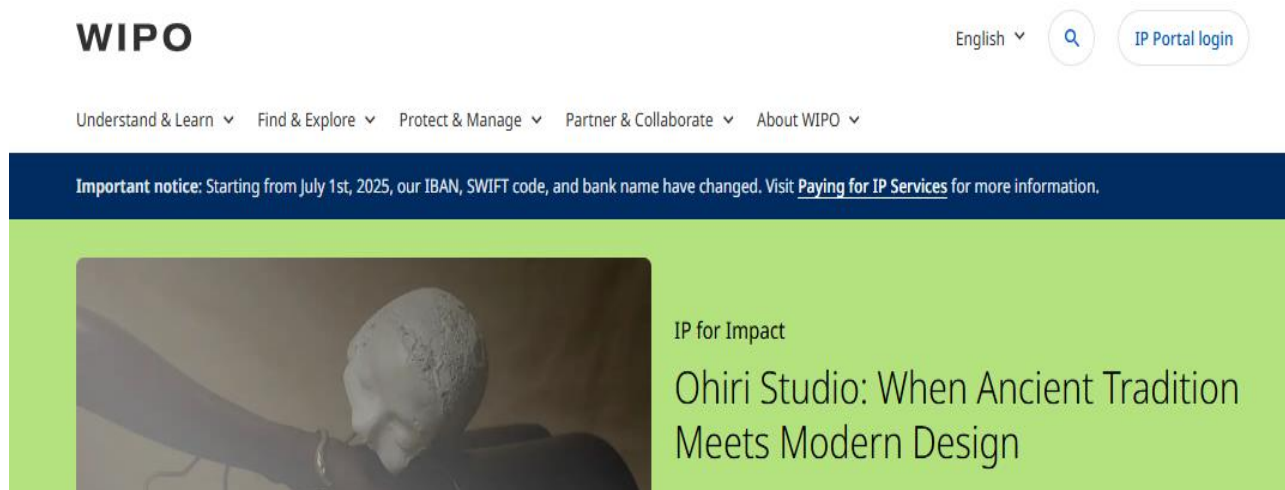 WIPO
English
IP Portal login
Understand & Learn Find & Explore Protect & Manage Partner & Collaborate About WIPO
Important notice: Starting from July 1st, 2025, our IBAN, SWIFT code, and bank name have changed. Visit Paying for IP Services for more information.
IP for Impact
Ohiri Studio: When Ancient Tradition
Meets Modern Design